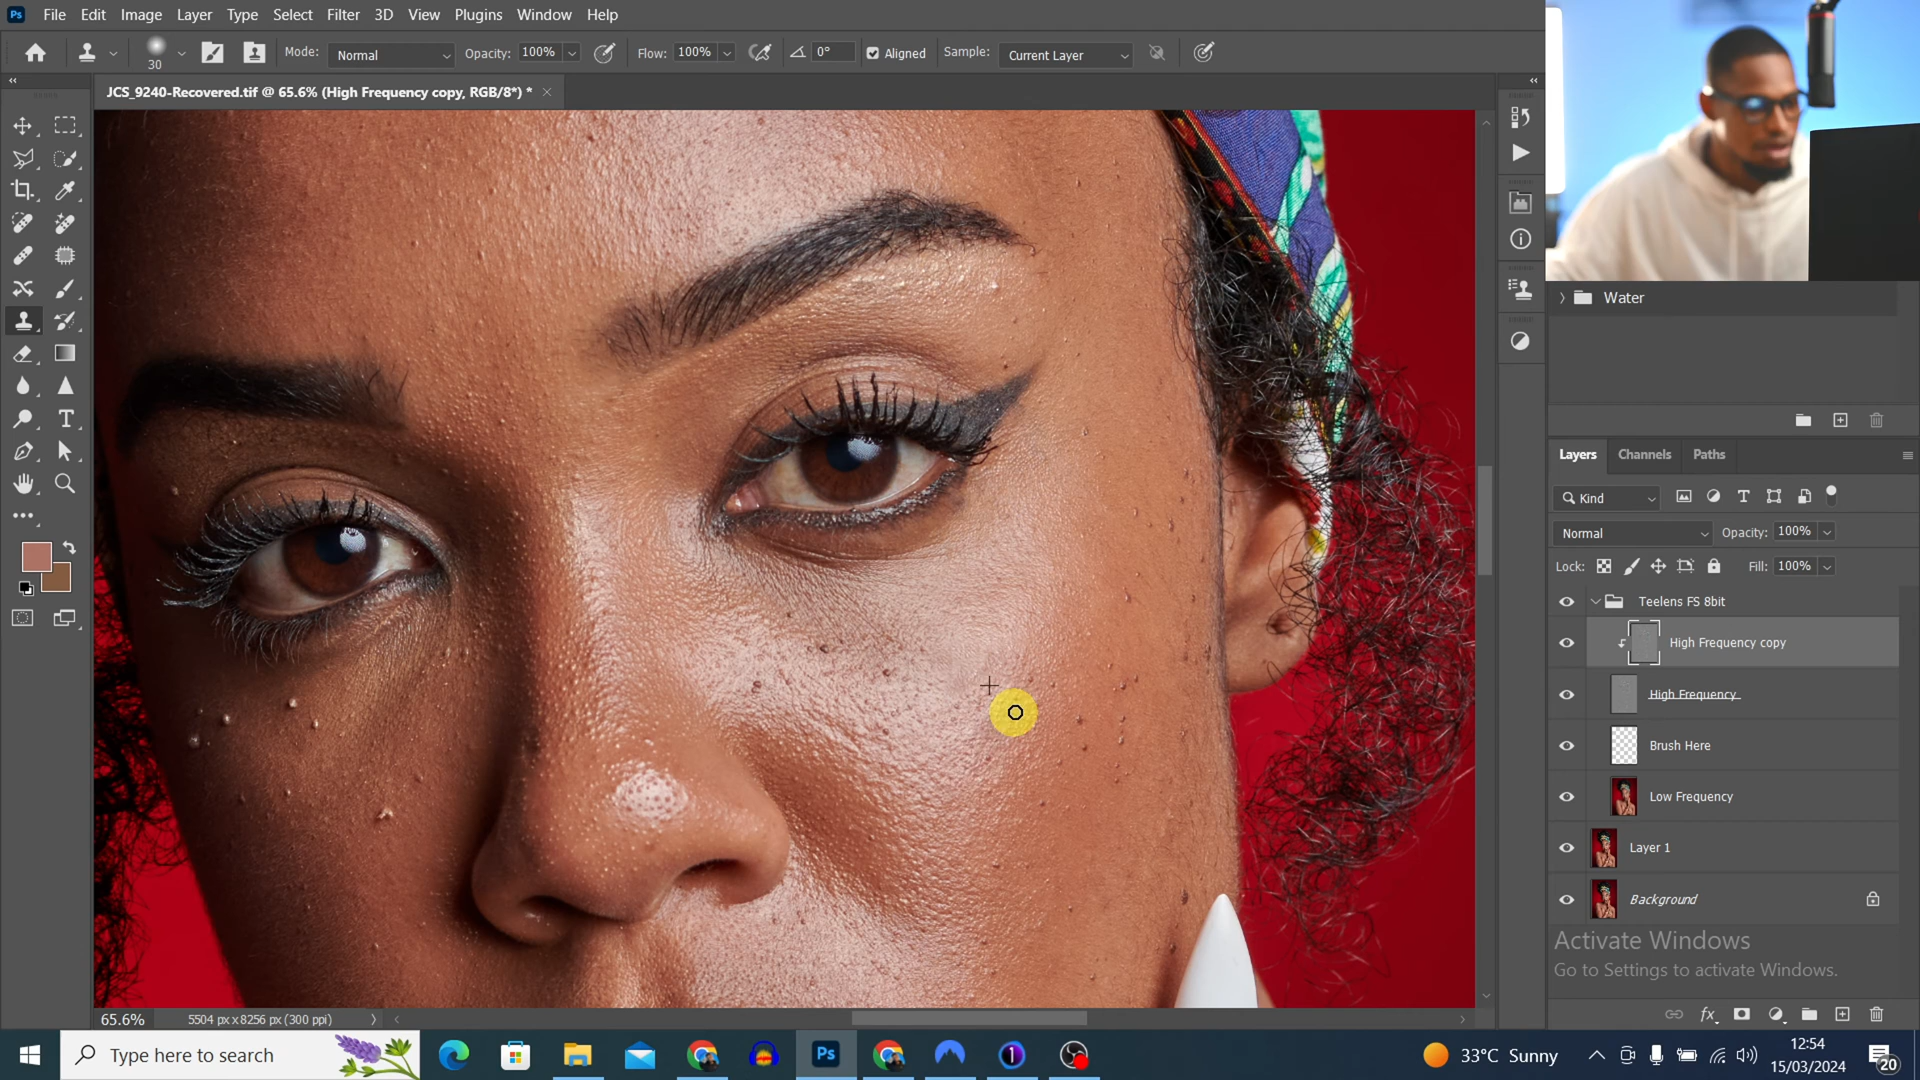 Ps File Edit Image Layer Type Select Filter 3D View Plugins Window Help
30 Mode: Normal Opacity: 100% Flow: 100% 0° Aligned Sample: Current Layer
JCS_9240-Recovered.tif @ 65.6% (High Frequency copy, RGB/8*) *
Water
Layers Channels Paths
Kind
Normal Opacity: 100%
Lock: Fill: 100%
Teelens FS 8bit
High Frequency copy
High Frequency
Brush Here
Low Frequency
Layer 1
Background
Activate Windows
Go to Settings to activate Windows.
fx
65.6% 5504 px x 8256 px (300 ppi)
Type here to search
Ps
33°C Sunny
12:54
15/03/2024
20